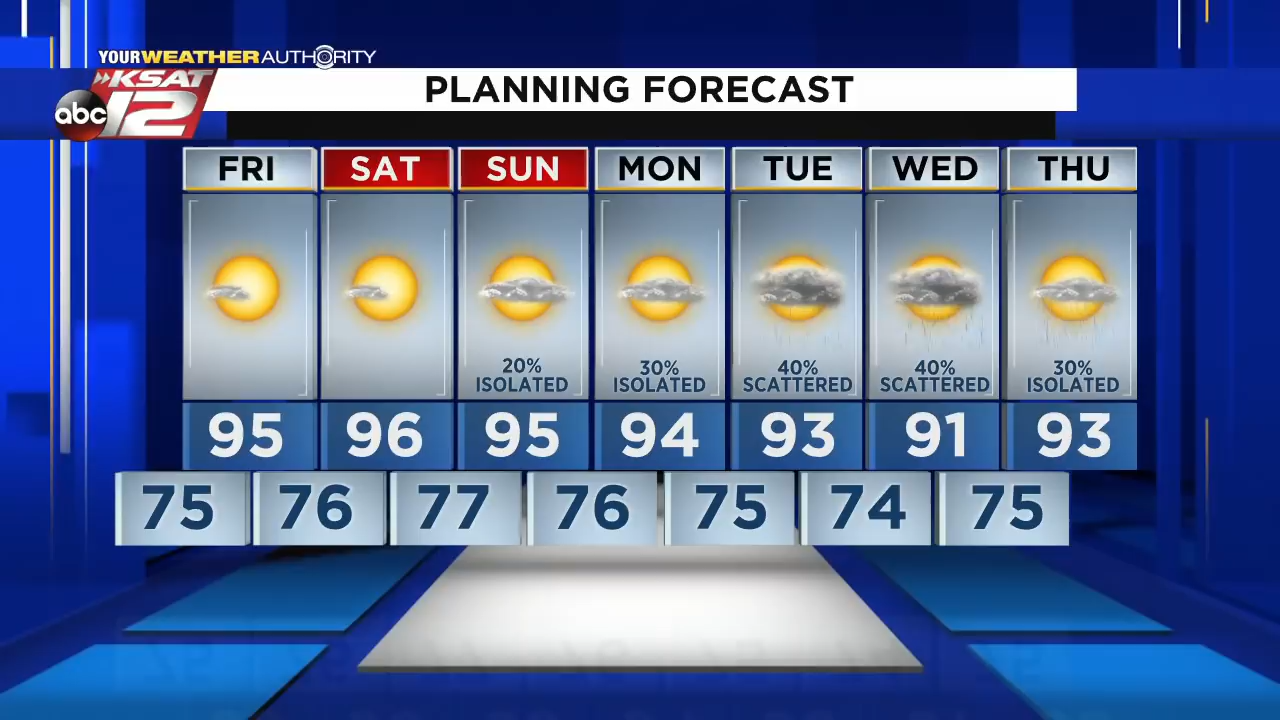 YOURWEATHERAUTHORITY
KSAT
abc 12
PLANNING FORECAST
FRI SAT SUN MON TUE WED THU
20% 30% 40% 40% 30%
ISOLATED ISOLATED SCATTERED SCATTERED ISOLATED
95 96 95 94 93 91 93
75 76 77 76 75 74 75